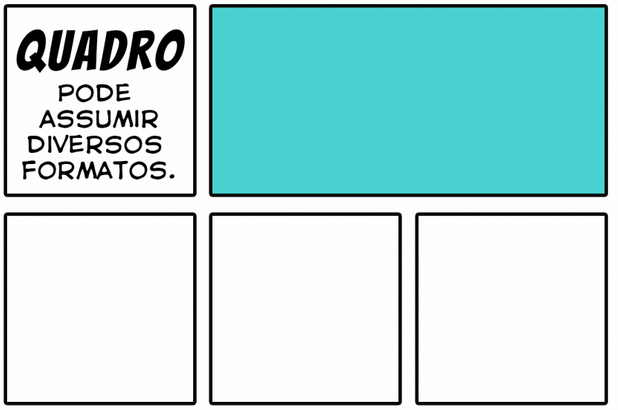 QUADRO
PODE
ASSUMIR
DIVERSOS
FORMATOS.